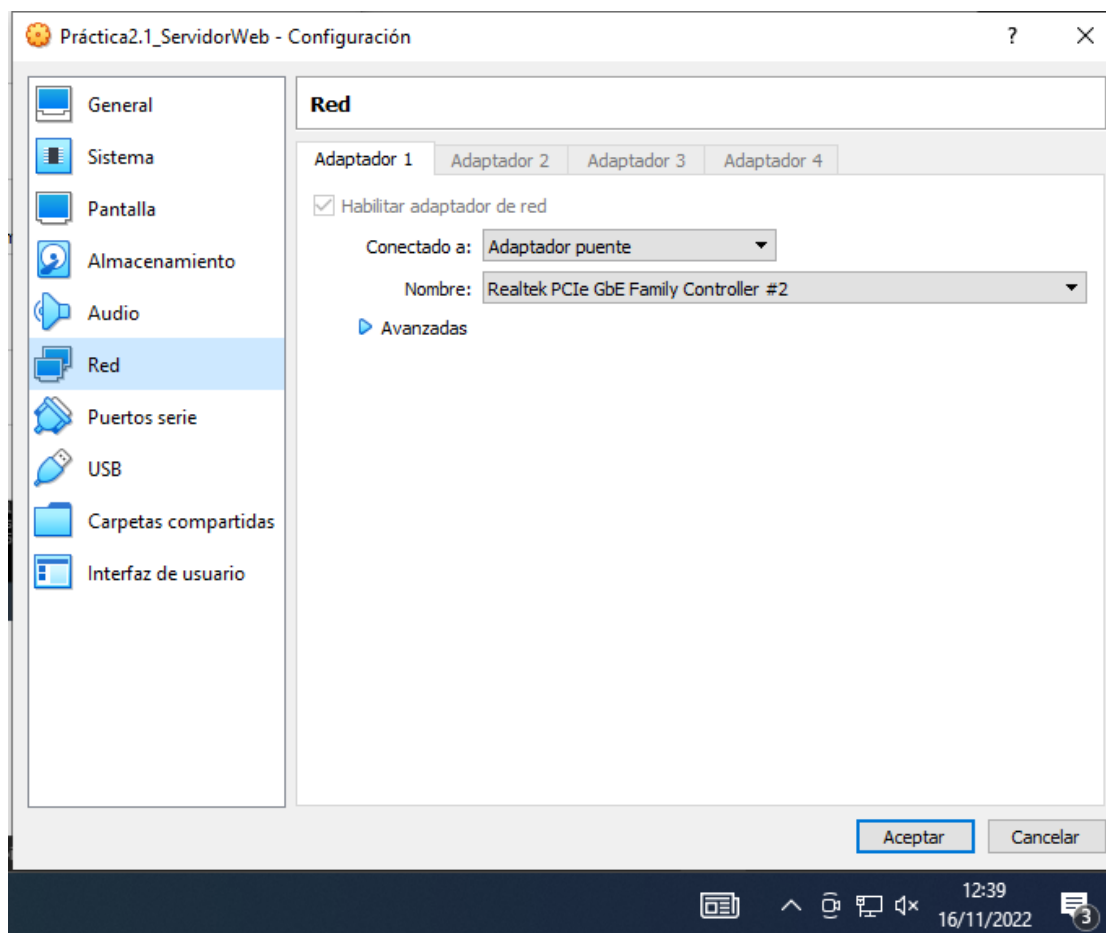 Práctica2.1_ServidorWeb - Configuración ?
General
Sistema
Pantalla
Almacenamiento
Audio
Red
Puertos serie
USB
Carpetas compartidas
Interfaz de usuario
Red
Adaptador 1 Adaptador 2 Adaptador 3 Adaptador 4
Habilitar adaptador de red
Conectado a: Adaptador puente
Nombre: Realtek PCIe GbE Family Controller #2
Avanzadas
Aceptar Cancelar
12:39
16/11/2022
3